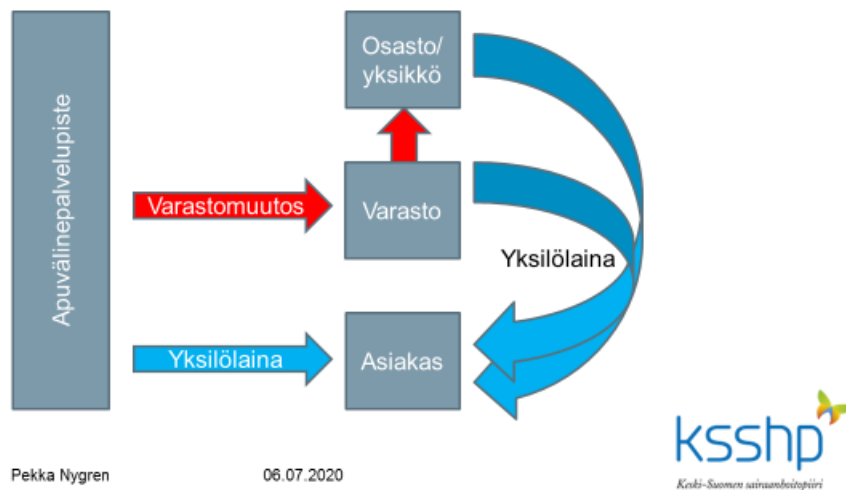 Apuvälinepalvelupiste
Osasto/
yksikkö
Varastomuutos
Varasto
Yksilölaina
Yksilölaina
Asiakas
Pekka Nygren
06.07.2020
ksshp
Keski-Suomen sairaanhoitopiiri